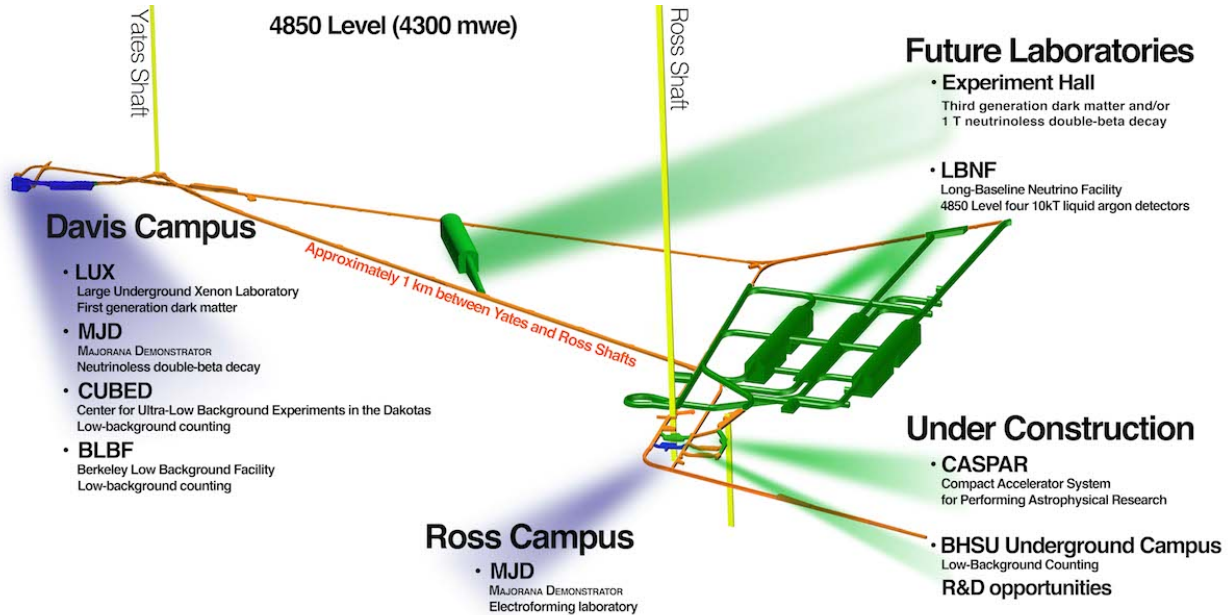 4850 Level (4300 mwe)
Yates Shaft
Ross Shaft
Davis Campus
• LUX
Large Underground Xenon Laboratory
First generation dark matter
• MJD
MAJORANA DEMONSTRATOR
Neutrinoless double-beta decay
• CUBED
Center for Ultra-Low Background Experiments in the Dakotas
Low-background counting
• BLBF
Berkeley Low Background Facility
Low-background counting
Approximately 1 km between Yates and Ross Shafts
Ross Campus
• MJD
MAJORANA DEMONSTRATOR
Electroforming laboratory
Future Laboratories
• Experiment Hall
Third generation dark matter and/or
1 T neutrinoless double-beta decay
• LBNF
Long-Baseline Neutrino Facility
4850 Level four 10kT liquid argon detectors
Under Construction
• CASPAR
Compact Accelerator System
for Performing Astrophysical Research
• BHSU Underground Campus
Low-Background Counting
R&D opportunities